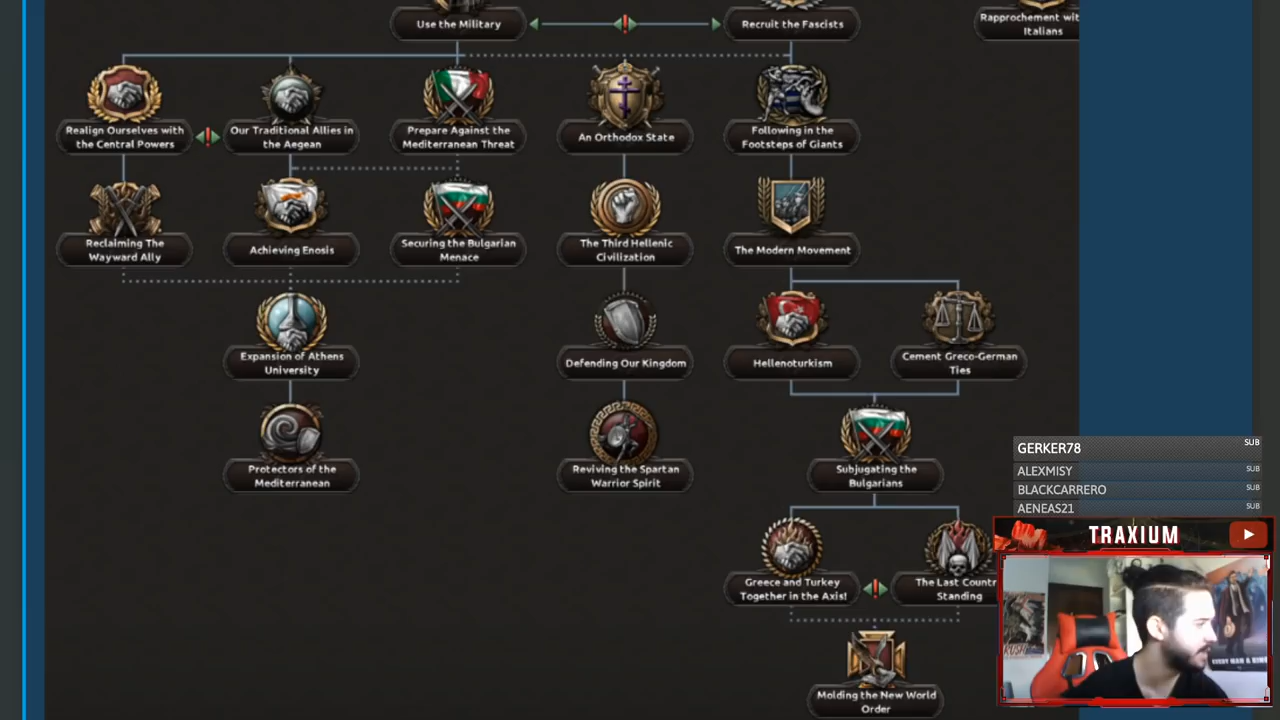 Use the Military
Recruit the Fascists
Rapprochement wit
Italians
Realign Ourselves with
the Central Powers
Our Traditional Allies in
the Aegean
Prepare Against the
Mediterranean Threat
An Orthodox State
Following in the
Footsteps of Giants
Reclaiming The
Wayward Ally
Achieving Enosis
Securing the Bulgarian
Menace
The Third Hellenic
Civilization
The Modern Movement
Expansion of Athens
University
Defending Our Kingdom
Hellenoturkism
Cement Greco-German
Ties
Protectors of the
Mediterranean
Reviving the Spartan
Warrior Spirit
Subjugating the
Bulgarians
Greece and Turkey
Together in the Axis!
The Last Countr
Standing
Molding the New World
Order
GERKER78 SUB
ALEXMISY SUB
BLACKCARRERO SUB
AENEAS21 SUB
TRAXIUM
EVERY MAN A KING